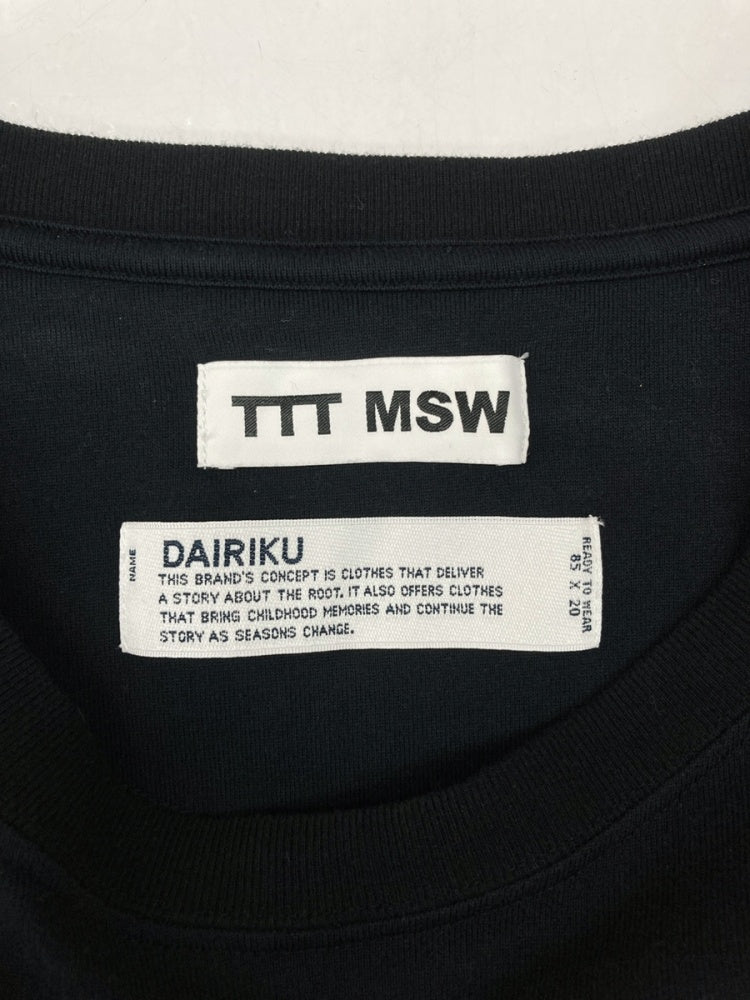 TTT MSW
NAME
DAIRIKU
THIS BRAND'S CONCEPT IS CLOTHES THAT DELIVER
A STORY ABOUT THE ROOT. IT ALSO OFFERS CLOTHES
THAT BRING CHILDHOOD MEMORIES AND CONTINUE THE
STORY AS SEASONS CHANGE.
READY TO WEAR
85 X 20